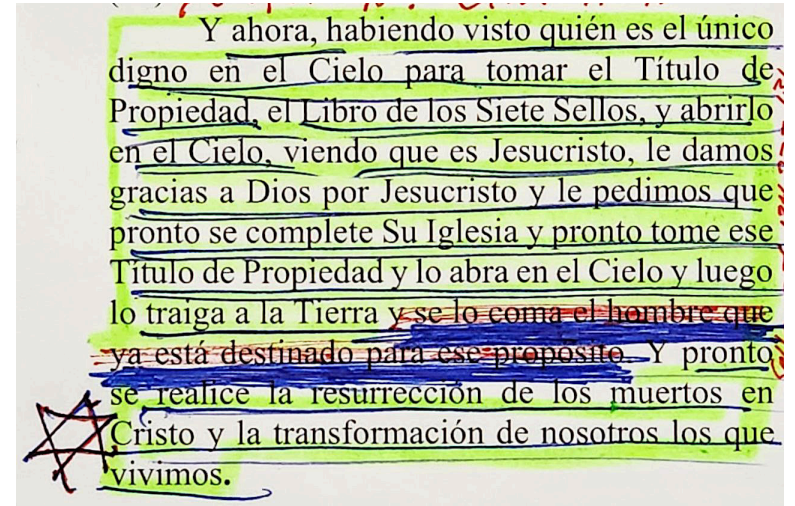 Y ahora, habiendo visto quién es el único
digno en el Cielo para tomar el Título de
Propiedad, el Libro de los Siete Sellos, y abrirlo
en el Cielo, viendo que es Jesucristo, le damos
gracias a Dios por Jesucristo y le pedimos que
pronto se complete Su Iglesia y pronto tome ese
Título de Propiedad y lo abra en el Cielo y luego
lo traiga a la Tierra y se lo coma el hombre que
ya está destinado para ese propósito. Y pronto
se realice la resurrección de los muertos en
Cristo y la transformación de nosotros los que
vivimos.